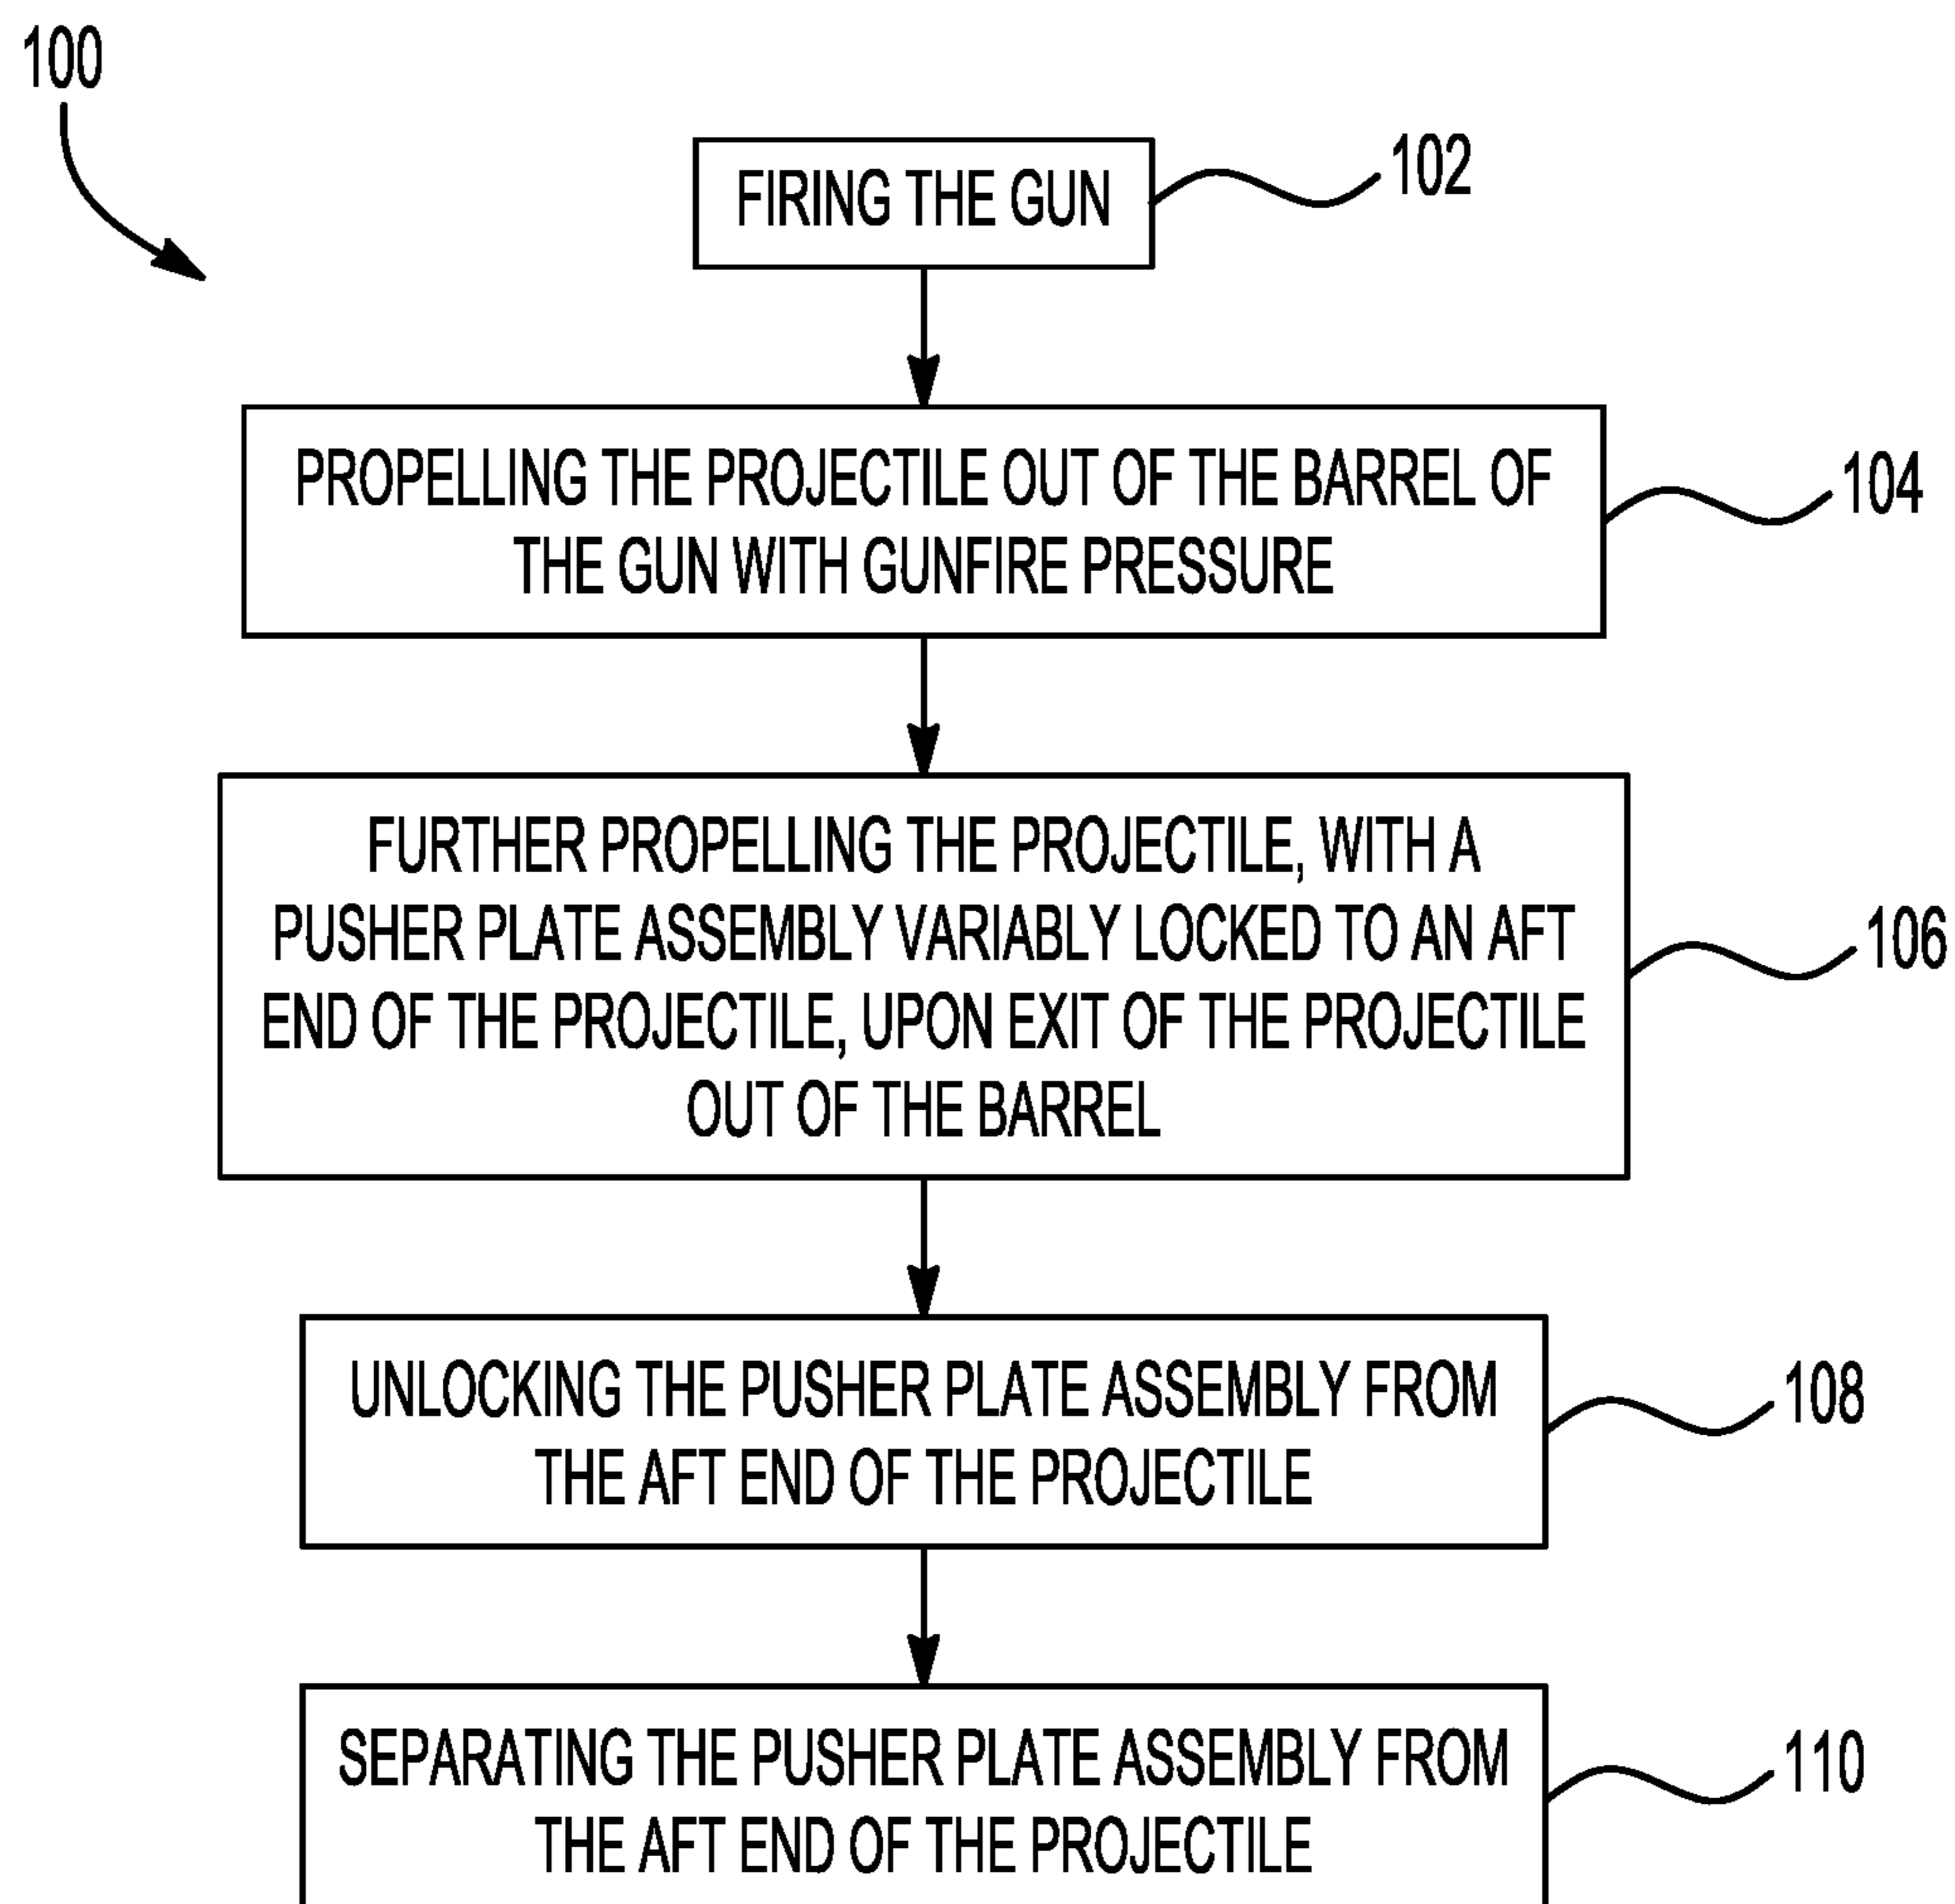 100
FIRING THE GUN
102
PROPELLING THE PROJECTILE OUT OF THE BARREL OF
THE GUN WITH GUNFIRE PRESSURE
104
FURTHER PROPELLING THE PROJECTILE, WITH A
PUSHER PLATE ASSEMBLY VARIABLY LOCKED TO AN AFT
END OF THE PROJECTILE, UPON EXIT OF THE PROJECTILE
OUT OF THE BARREL
106
UNLOCKING THE PUSHER PLATE ASSEMBLY FROM
THE AFT END OF THE PROJECTILE
108
SEPARATING THE PUSHER PLATE ASSEMBLY FROM
THE AFT END OF THE PROJECTILE
110